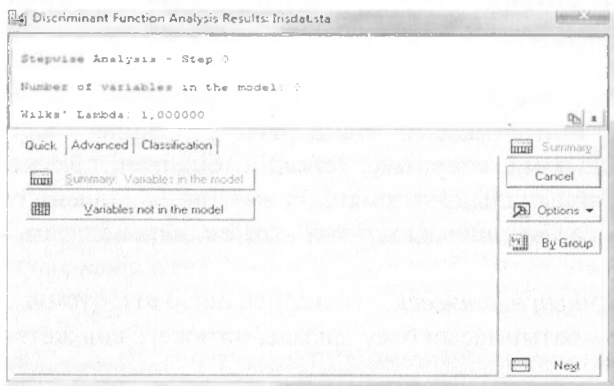 Discriminant Function Analysis Results: Irisdat.sta
Stepwise Analysis - Step 0
Number of variables in the model: 0
Wilks' Lambda: 1,000000
Quick | Advanced | Classification
Summary
Summary: Variables in the model
Cancel
Variables not in the model
Options
By Group
Next